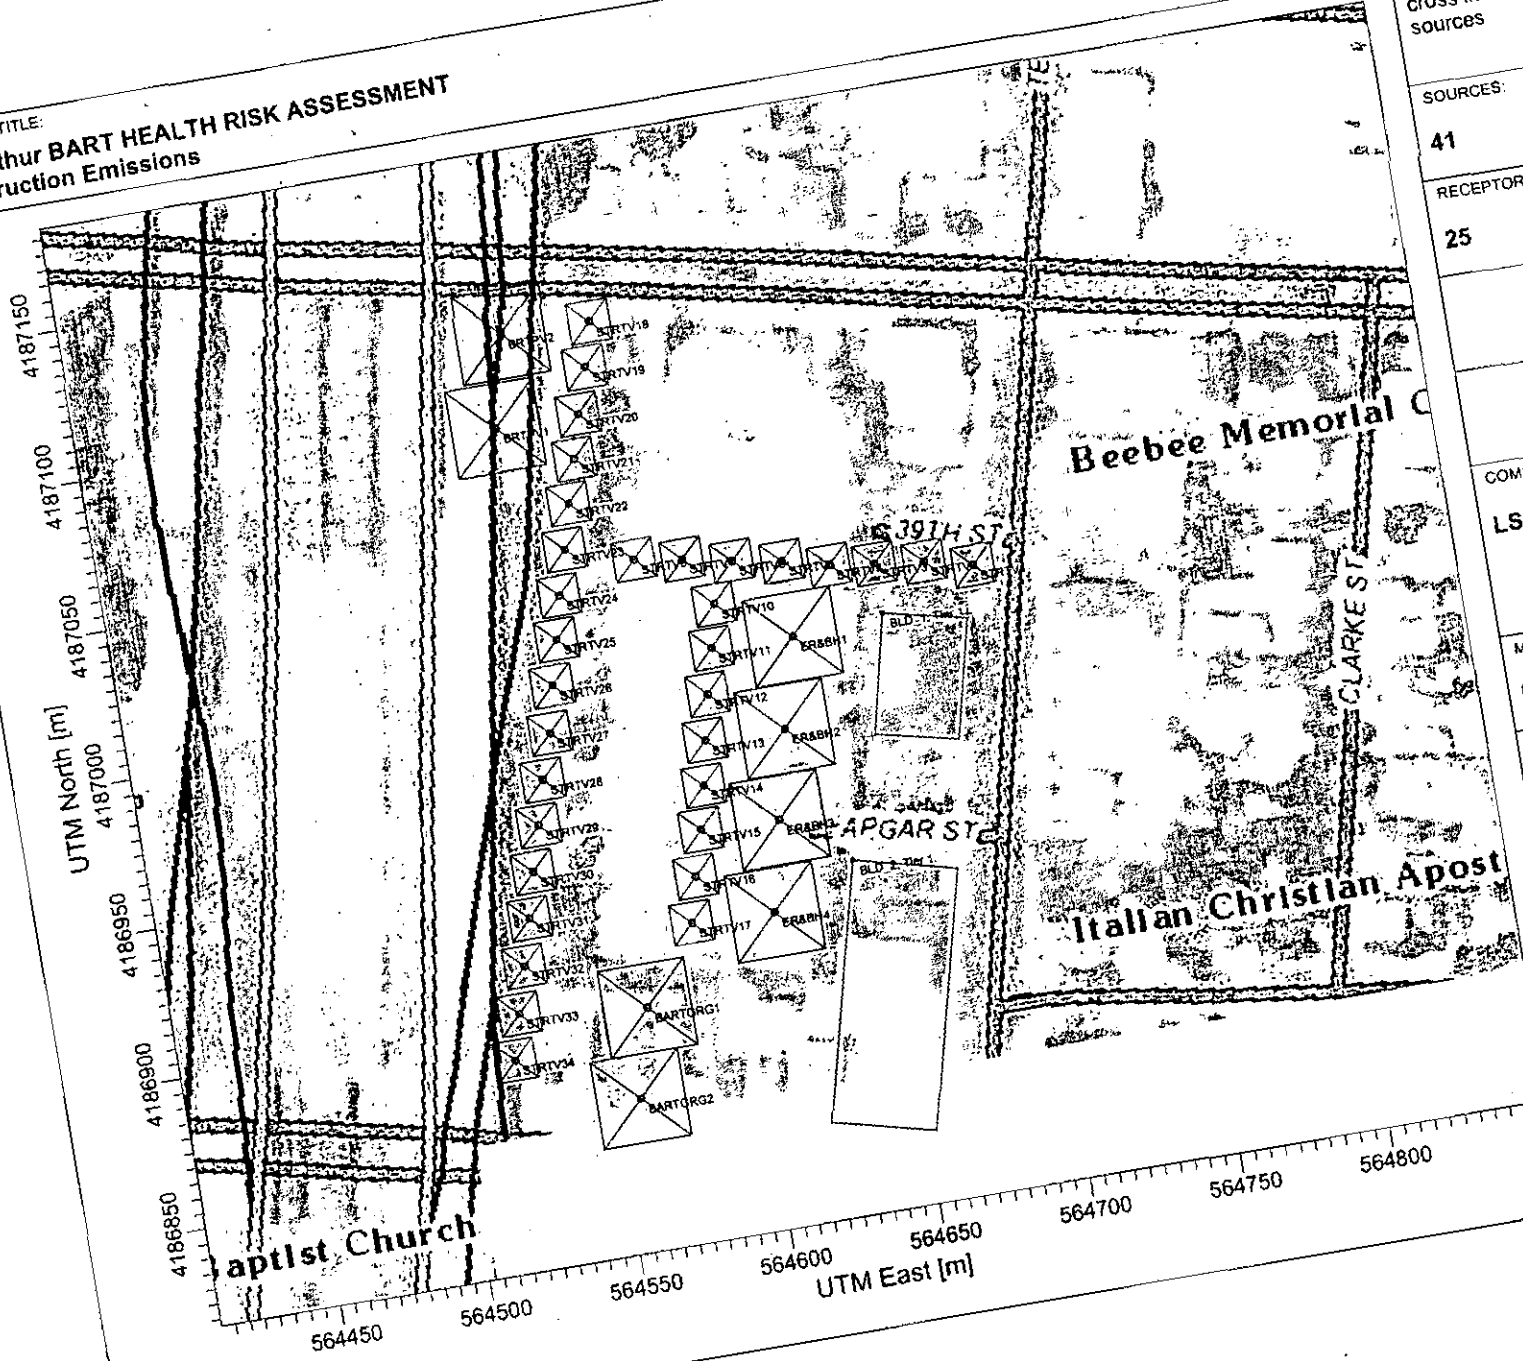 TITLE:
thur BART HEALTH RISK ASSESSMENT
ruction Emissions
sources
SOURCES:
41
RECEPTOR
25
COM
LS
UTM North [m]
4187150
4187100
4187050
4187000
4186950
4186900
4186850
STRTV18
STRTV19
STRTV20
STRTV21
STRTV22
STRTV24
STRTV25
STRTV26
STRTV27
STRTV28
STRTV29
STRTV30
STRTV31
STRTV32
STRTV33
STRTV34
39TH ST
STRTV10
STRTV11
STRTV12
STRTV13
STRTV14
STRTV15
STRTV16
STRTV17
ER&BH1
ER&BH2
ER&BH3
ER&BH4
APGAR ST
BARTORG1
BARTORG2
Beebee Memorial C
CLARKE ST
Italian Christian Apost
aptist Church
564450
564500
564550
564600
564650
564700
564750
564800
UTM East [m]